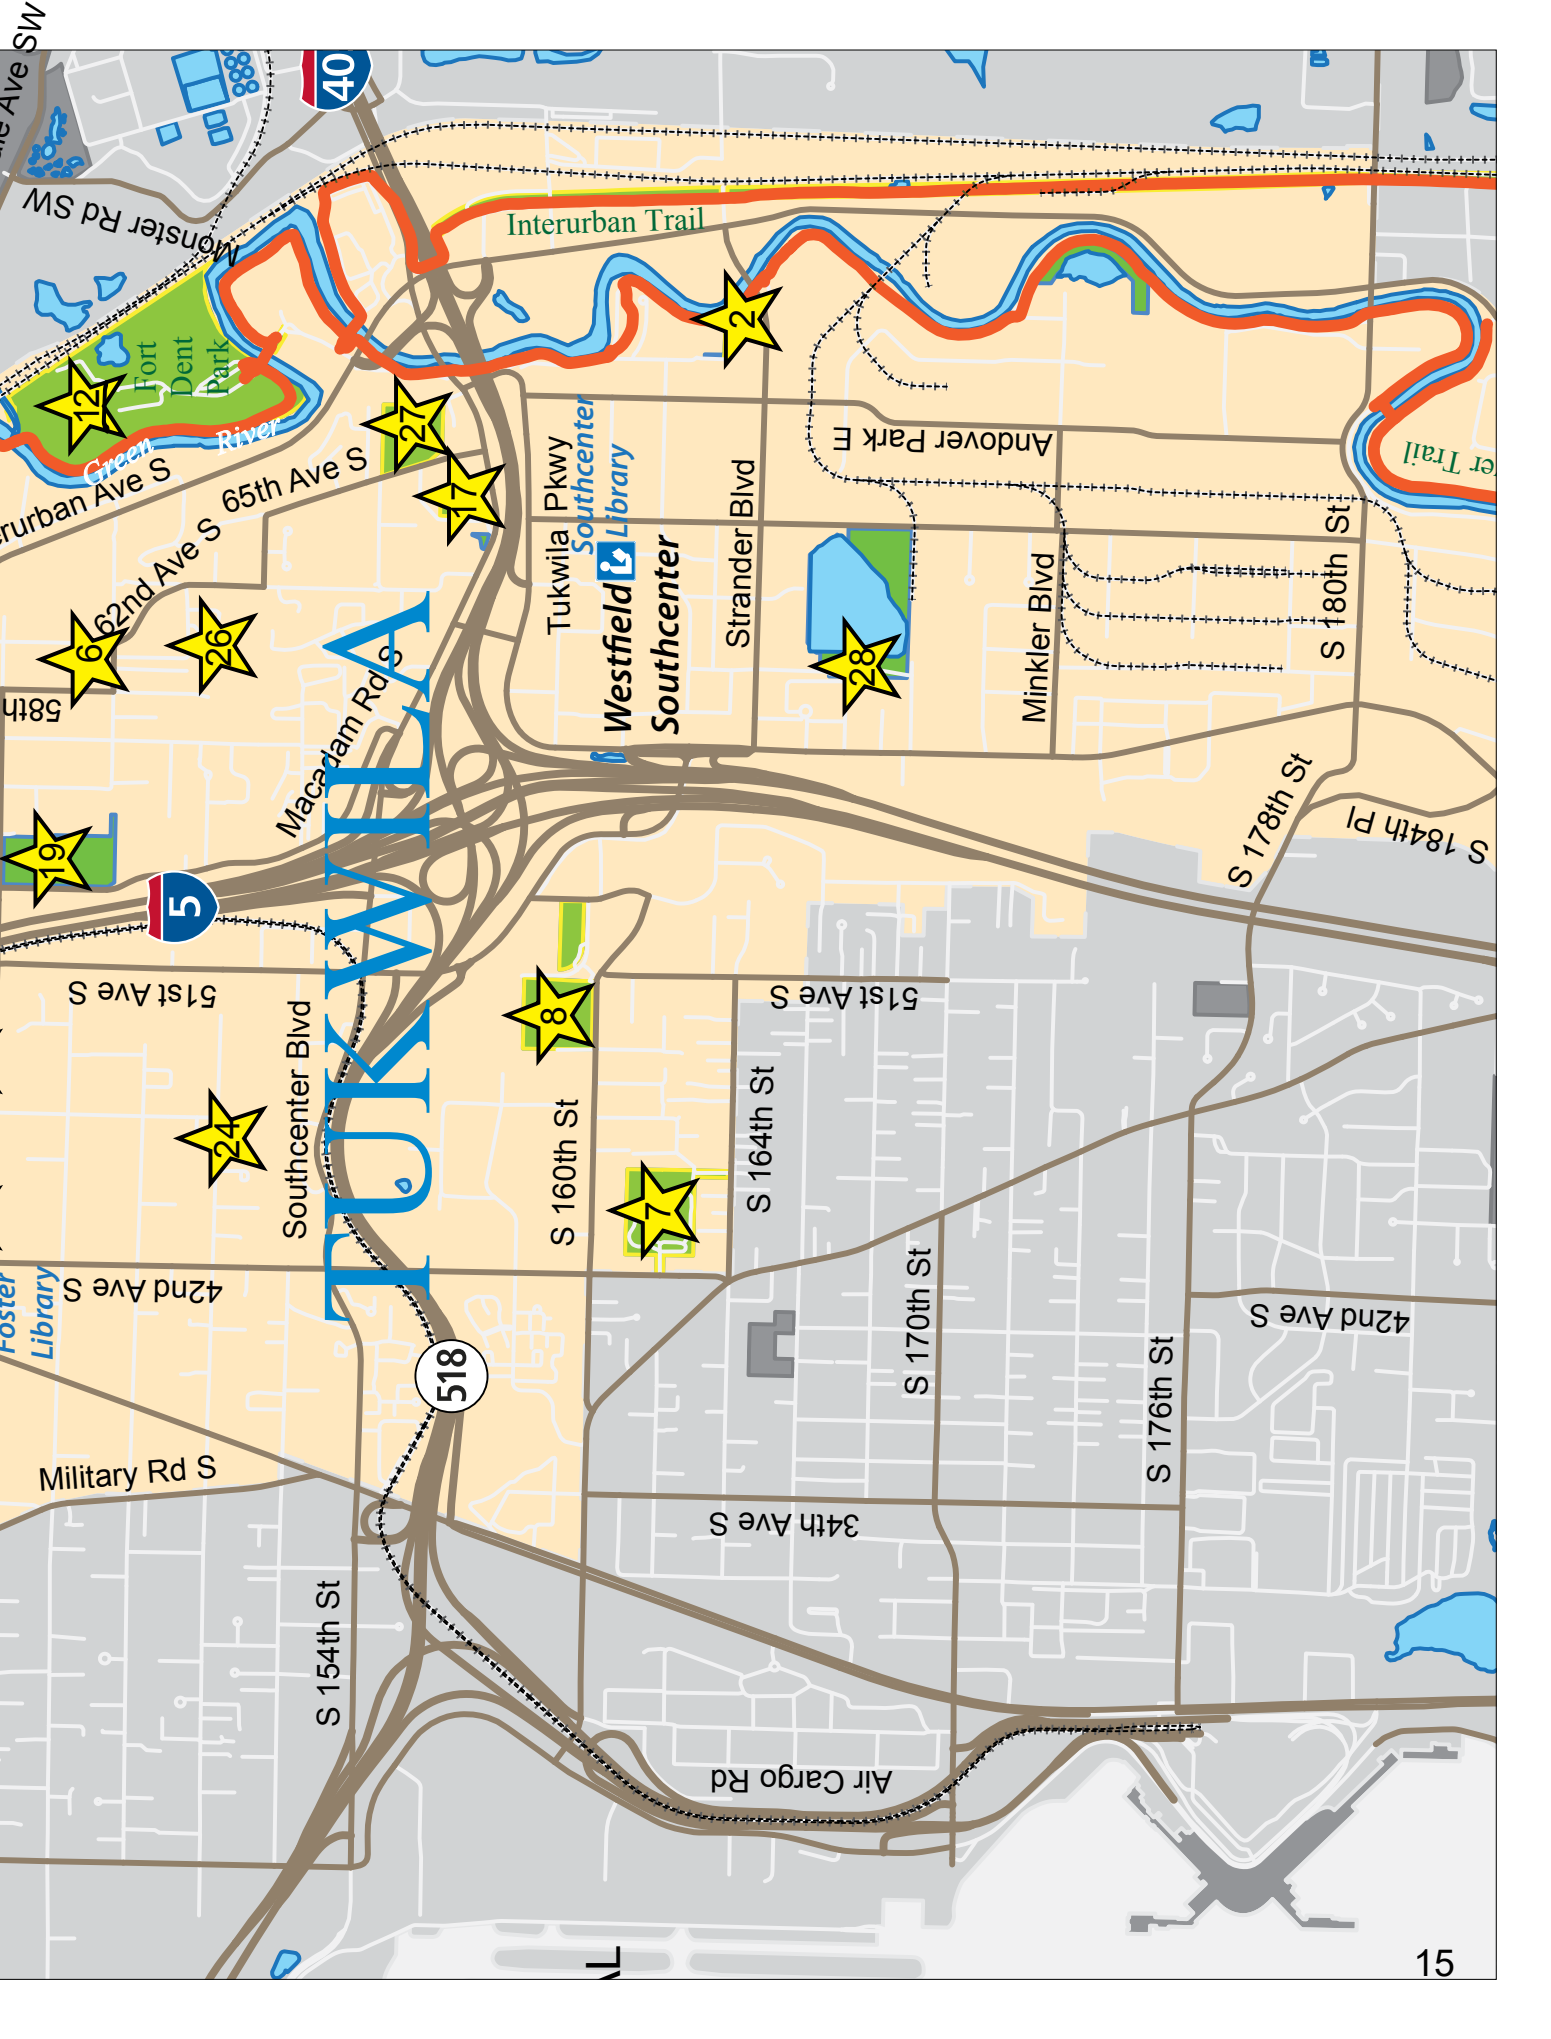 Ave SW
40
Monster Rd SW
Interurban Trail
2
Fort
Dent
Park
12
Green
River
27
17
65th Ave S
62nd Ave S
6
26
58th
Tukwila Pkwy
Southcenter
Library
Westfield
Southcenter
Strander Blvd
Andover Park E
Minkler Blvd
S 180th St
er Trail
28
Macadam Rd S
TUKWILA
19
5
S 178th St
S 184th Pl
51st Ave S
51st Ave S
8
Southcenter Blvd
24
S 160th St
7
S 164th St
42nd Ave S
Foster
Library
518
S 170th St
42nd Ave S
S 176th St
Military Rd S
34th Ave S
S 154th St
Air Cargo Rd
AL
15